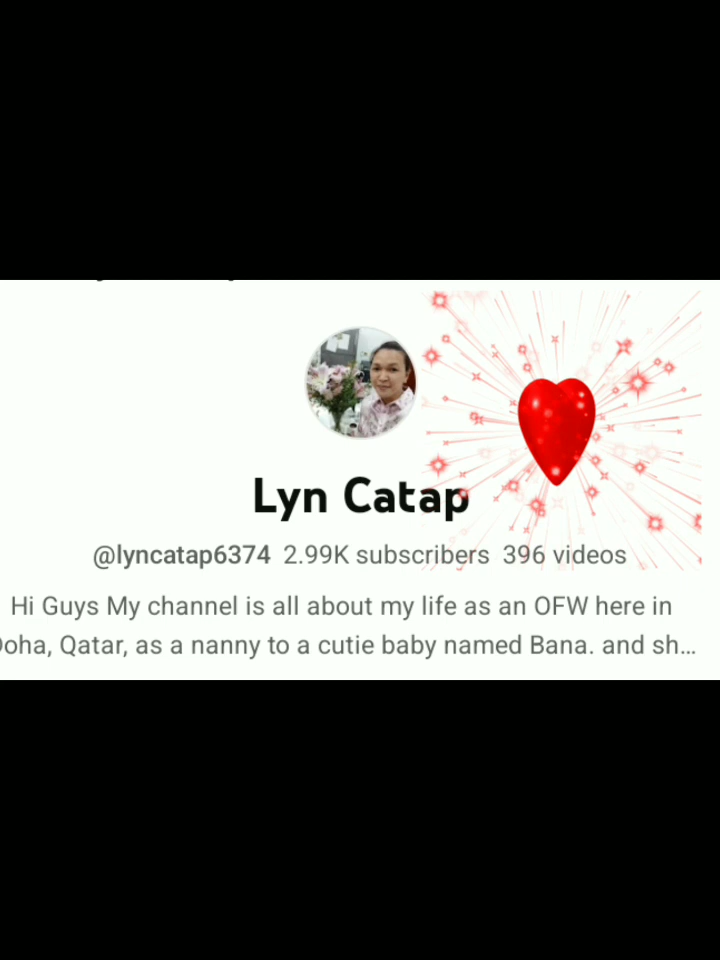 Lyn Catap
@lyncatap6374 2.99K subscribers 396 videos
Hi Guys My channel is all about my life as an OFW here in
Doha, Qatar, as a nanny to a cutie baby named Bana. and sh...